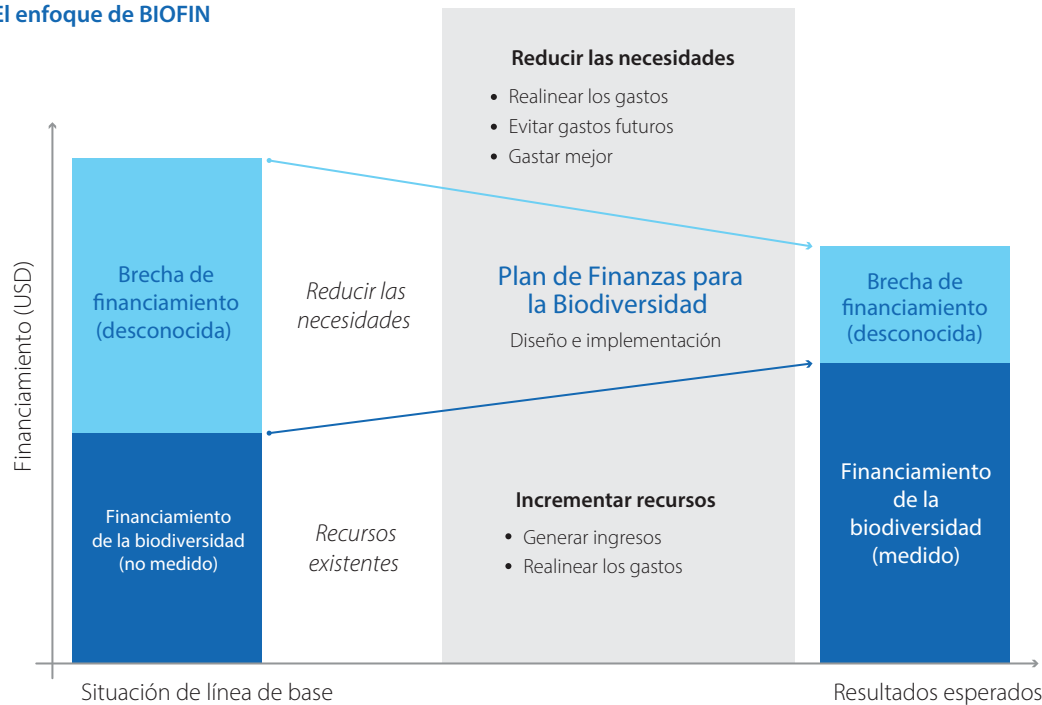 El enfoque de BIOFIN
Reducir las necesidades
• Realinear los gastos
• Evitar gastos futuros
• Gastar mejor
Financiamiento (USD)
Brecha de
financiamiento
(desconocida)
Reducir las
necesidades
Plan de Finanzas para
la Biodiversidad
Diseño e implementación
Brecha de
financiamiento
(desconocida)
Financiamiento
de la biodiversidad
(no medido)
Recursos
existentes
Incrementar recursos
• Generar ingresos
• Realinear los gastos
Financiamiento
de la
biodiversidad
(medido)
Situación de línea de base
Resultados esperados